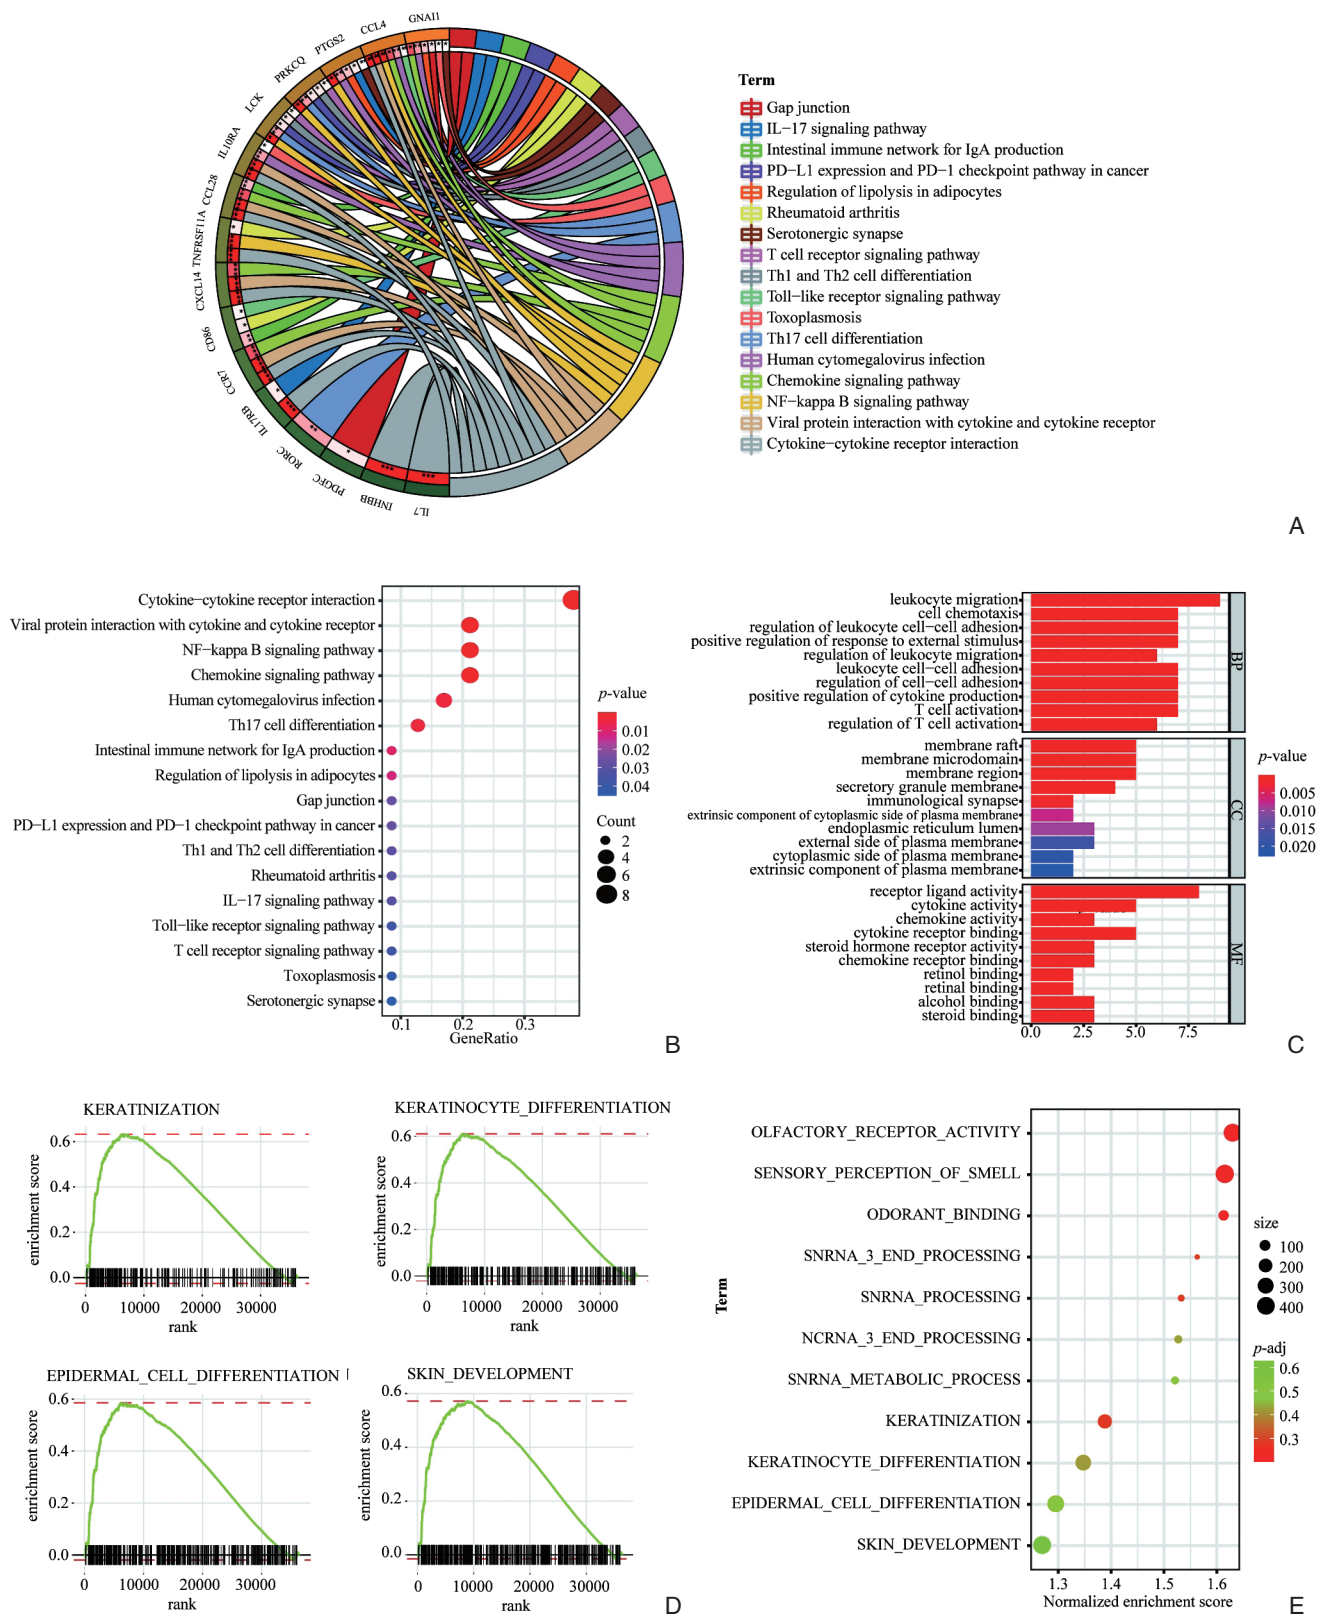 GNAI1
CCL4
PTGS2
PRKCQ
LCK
IL10RA
CCL28
TNFRSF11A
CXCL14
CD86
CCR7
IL17RB
RORC
PDGFC
INHBB
IL7
Term
Gap junction
IL−17 signaling pathway
Intestinal immune network for IgA production
PD−L1 expression and PD−1 checkpoint pathway in cancer
Regulation of lipolysis in adipocytes
Rheumatoid arthritis
Serotonergic synapse
T cell receptor signaling pathway
Th1 and Th2 cell differentiation
Toll−like receptor signaling pathway
Toxoplasmosis
Th17 cell differentiation
Human cytomegalovirus infection
Chemokine signaling pathway
NF−kappa B signaling pathway
Viral protein interaction with cytokine and cytokine receptor
Cytokine−cytokine receptor interaction
A
Cytokine−cytokine receptor interaction
Viral protein interaction with cytokine and cytokine receptor
NF−kappa B signaling pathway
Chemokine signaling pathway
Human cytomegalovirus infection
Th17 cell differentiation
Intestinal immune network for IgA production
Regulation of lipolysis in adipocytes
Gap junction
PD−L1 expression and PD−1 checkpoint pathway in cancer
Th1 and Th2 cell differentiation
Rheumatoid arthritis
IL−17 signaling pathway
Toll−like receptor signaling pathway
T cell receptor signaling pathway
Toxoplasmosis
Serotonergic synapse
0.1 0.2 0.3
GeneRatio
p-value
0.01
0.02
0.03
0.04
Count
2
4
6
8
B
leukocyte migration
cell chemotaxis
regulation of leukocyte cell−cell adhesion
positive regulation of response to external stimulus
regulation of leukocyte migration
leukocyte cell−cell adhesion
regulation of cell−cell adhesion
positive regulation of cytokine production
T cell activation
regulation of T cell activation
BP
membrane raft
membrane microdomain
membrane region
secretory granule membrane
immunological synapse
extrinsic component of cytoplasmic side of plasma membrane
endoplasmic reticulum lumen
external side of plasma membrane
cytoplasmic side of plasma membrane
extrinsic component of plasma membrane
CC
receptor ligand activity
cytokine activity
chemokine activity
cytokine receptor binding
steroid hormone receptor activity
chemokine receptor binding
retinol binding
retinal binding
alcohol binding
steroid binding
MF
0.0 2.5 5.0 7.5
p-value
0.005
0.010
0.015
0.020
C
KERATINIZATION
enrichment score
0.6
0.4
0.2
0.0
0 10000 20000 30000
rank
KERATINOCYTE_DIFFERENTIATION
enrichment score
0.6
0.4
0.2
0.0
0 10000 20000 30000
rank
EPIDERMAL_CELL_DIFFERENTIATION
enrichment score
0.6
0.4
0.2
0.0
0 10000 20000 30000
rank
SKIN_DEVELOPMENT
enrichment score
0.6
0.4
0.2
0.0
0 10000 20000 30000
rank
D
Term
OLFACTORY_RECEPTOR_ACTIVITY
SENSORY_PERCEPTION_OF_SMELL
ODORANT_BINDING
SNRNA_3_END_PROCESSING
SNRNA_PROCESSING
NCRNA_3_END_PROCESSING
SNRNA_METABOLIC_PROCESS
KERATINIZATION
KERATINOCYTE_DIFFERENTIATION
EPIDERMAL_CELL_DIFFERENTIATION
SKIN_DEVELOPMENT
1.3 1.4 1.5 1.6
Normalized enrichment score
size
100
200
300
400
p-adj
0.6
0.5
0.4
0.3
E